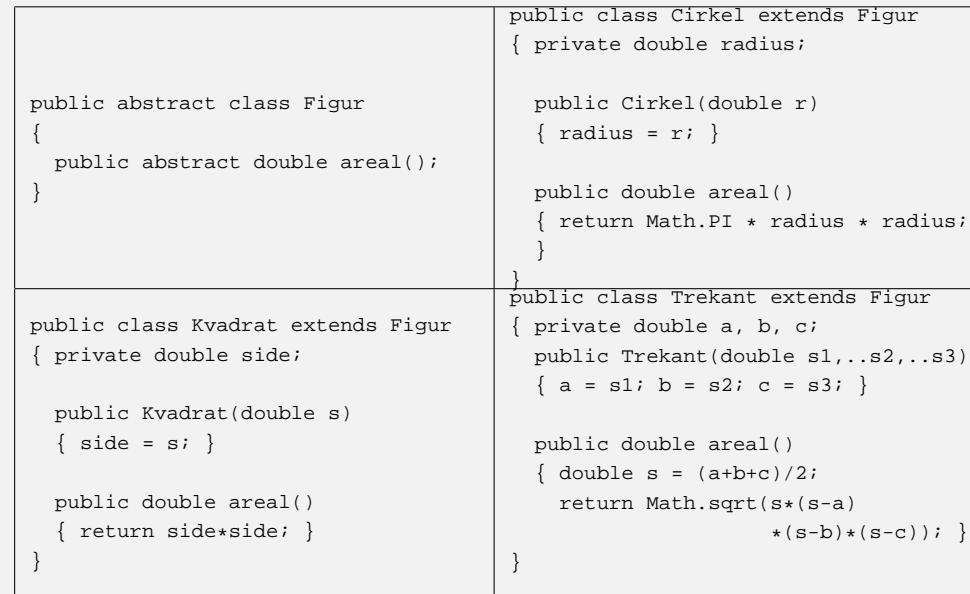 public abstract class Figur
{
  public abstract double areal();
}
public class Cirkel extends Figur
{ private double radius;
  public Cirkel(double r)
  { radius = r; }
  public double areal()
  { return Math.PI * radius * radius;
  }
}
public class Kvadrat extends Figur
{ private double side;
  public Kvadrat(double s)
  { side = s; }
  public double areal()
  { return side*side; }
}
public class Trekant extends Figur
{ private double a, b, c;
  public Trekant(double s1,..s2,..s3)
  { a = s1; b = s2; c = s3; }
  public double areal()
  { double s = (a+b+c)/2;
    return Math.sqrt(s*(s-a)
                     *(s-b)*(s-c)); }
}